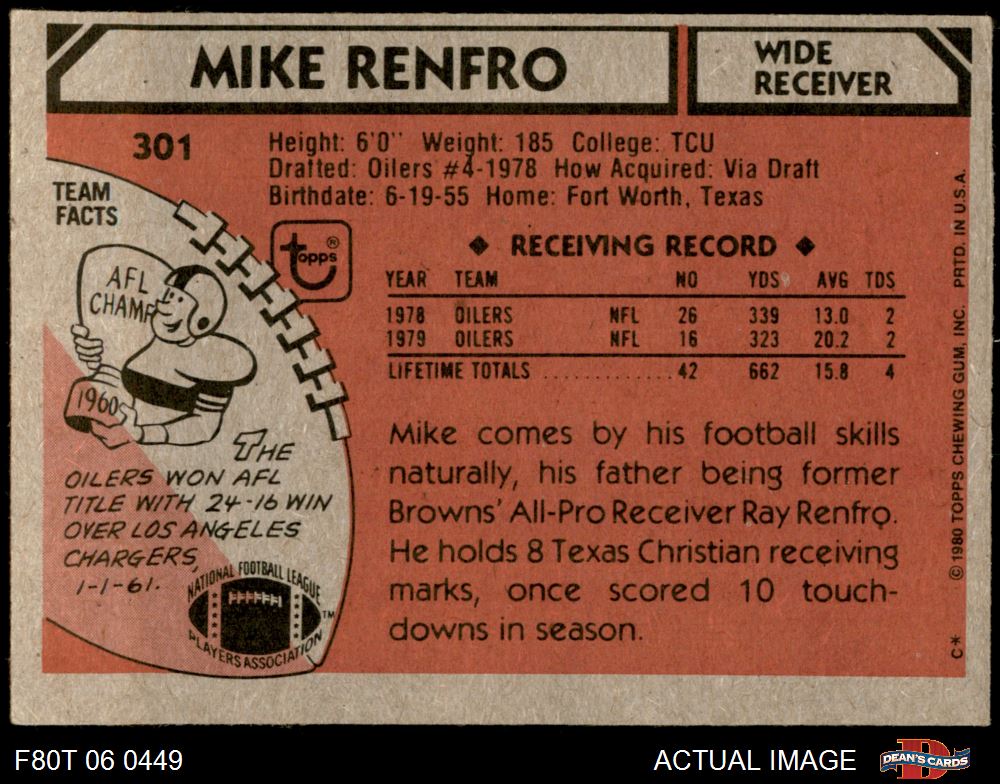 MIKE RENFRO
WIDE
RECEIVER
301
Height: 6'0" Weight: 185 College: TCU
Drafted: Oilers #4-1978 How Acquired: Via Draft
Birthdate: 6-19-55 Home: Fort Worth, Texas
TEAM
FACTS
AFL
CHAMP
1960s
THE
OILERS WON AFL
TITLE WITH 24-16 WIN
OVER LOS ANGELES
CHARGERS,
1-1-61.
NATIONAL FOOTBALL LEAGUE
PLAYERS ASSOCIATION
TM
topps®
◆ RECEIVING RECORD ◆
YEAR TEAM NO YDS AVG TDS
1978 OILERS NFL 26 339 13.0 2
1979 OILERS NFL 16 323 20.2 2
LIFETIME TOTALS ............. 42 662 15.8 4
Mike comes by his football skills
naturally, his father being former
Browns' All-Pro Receiver Ray Renfro.
He holds 8 Texas Christian receiving
marks, once scored 10 touch-
downs in season.
C* © 1980 TOPPS CHEWING GUM, INC. PRTD. IN U.S.A.
F80T 06 0449
ACTUAL IMAGE
D
DEAN'S CARDS